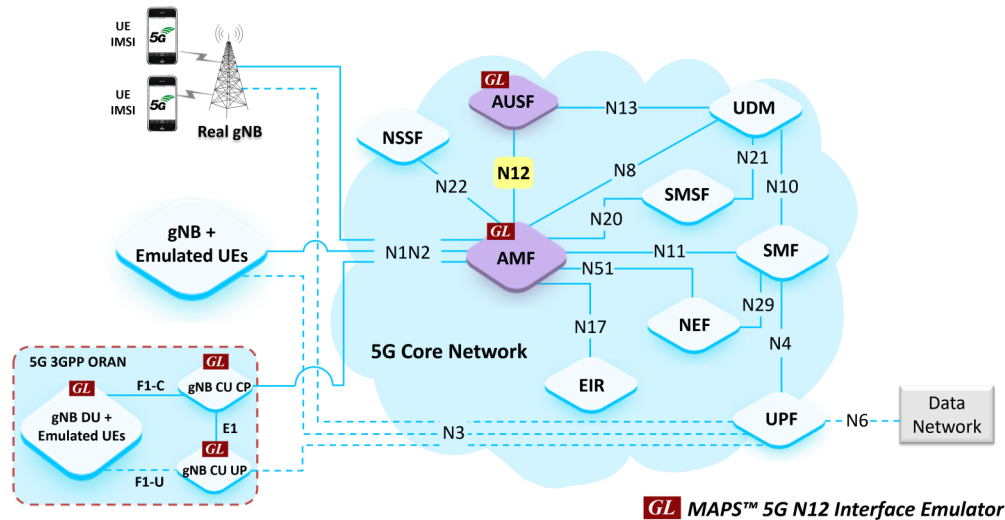 UE
IMSI
5G
UE
IMSI
5G
Real gNB
GL
AUSF
N13
UDM
NSSF
N12
N8
N21
N22
SMSF
N10
N20
GL
gNB +
Emulated UEs
N1N2
AMF
N11
SMF
N51
N29
NEF
N17
N4
5G Core Network
EIR
5G 3GPP ORAN
GL
F1-C
GL
gNB CU CP
gNB DU +
Emulated UEs
E1
GL
gNB CU UP
F1-U
N3
UPF
N6
Data
Network
GL MAPS™ 5G N12 Interface Emulator